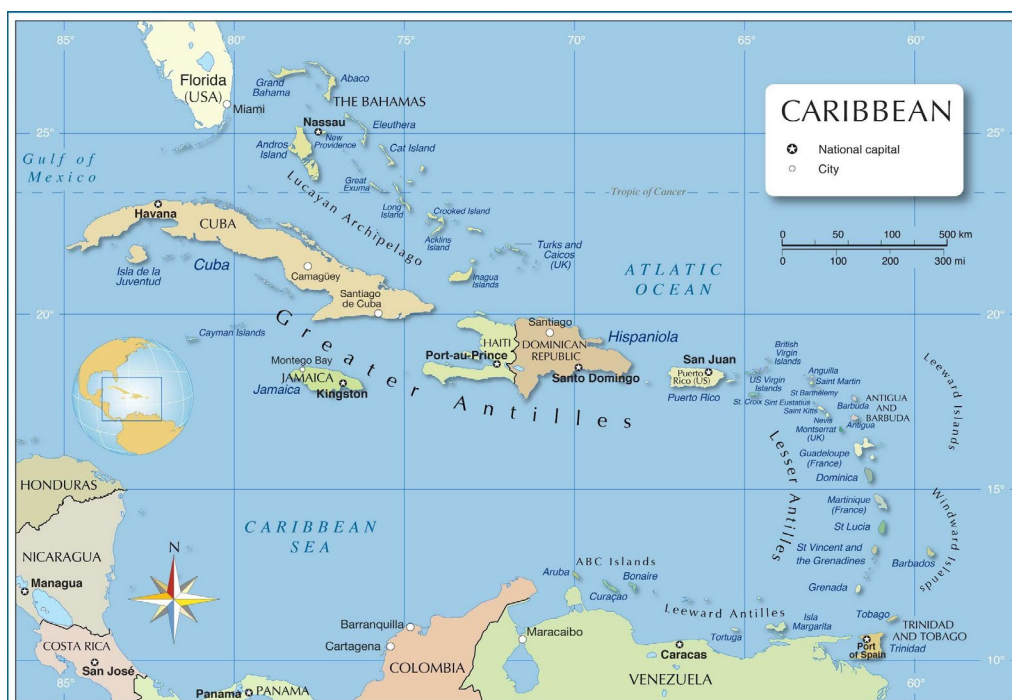 85°
80°
75°
70°
65°
60°
Florida
(USA)
Miami
Grand
Bahama
Abaco
THE BAHAMAS
Nassau
New
Providence
Eleuthera
Andros
Island
Cat Island
CARIBBEAN
National capital
City
25°
25°
Gulf of
Mexico
Great
Exuma
Long
Island
Lucayan Archipelago
Crooked Island
Acklins
Island
Tropic of Cancer
Havana
CUBA
Isla de la
Juventud
Cuba
Camagüey
Santiago
de Cuba
Inagua
Islands
Turks and
Caicos
(UK)
ATLATIC
OCEAN
0 100 200 300 400 500 km
0 100 200 300 mi
20°
20°
Cayman Islands
Greater Antilles
Montego Bay
JAMAICA
Jamaica
Kingston
HAITI
Port-au-Prince
Santiago
DOMINICAN
REPUBLIC
Hispaniola
Santo Domingo
San Juan
Puerto
Rico (US)
Puerto Rico
British
Virgin
Islands
US Virgin
Islands
St. Croix
Anguilla
Saint Martin
St Barthélemy
Sint Eustatius
Saint Kitts
Nevis
Barbuda
ANTIGUA
AND
BARBUDA
Antigua
Montserrat
(UK)
Guadeloupe
(France)
Dominica
Martinique
(France)
St Lucia
St Vincent and
the Grenadines
Barbados
Grenada
Leeward Islands
Lesser Antilles
Windward Islands
HONDURAS
15°
15°
CARIBBEAN
SEA
NICARAGUA
Managua
N
ABC Islands
Aruba
Curaçao
Bonaire
Leeward Antilles
Tortuga
Isla
Margarita
Tobago
TRINIDAD
AND TOBAGO
Port
of Spain
Trinidad
COSTA RICA
San José
Barranquilla
Cartagena
Maracaibo
Caracas
10°
Panama
PANAMA
COLOMBIA
VENEZUELA
85°
60°